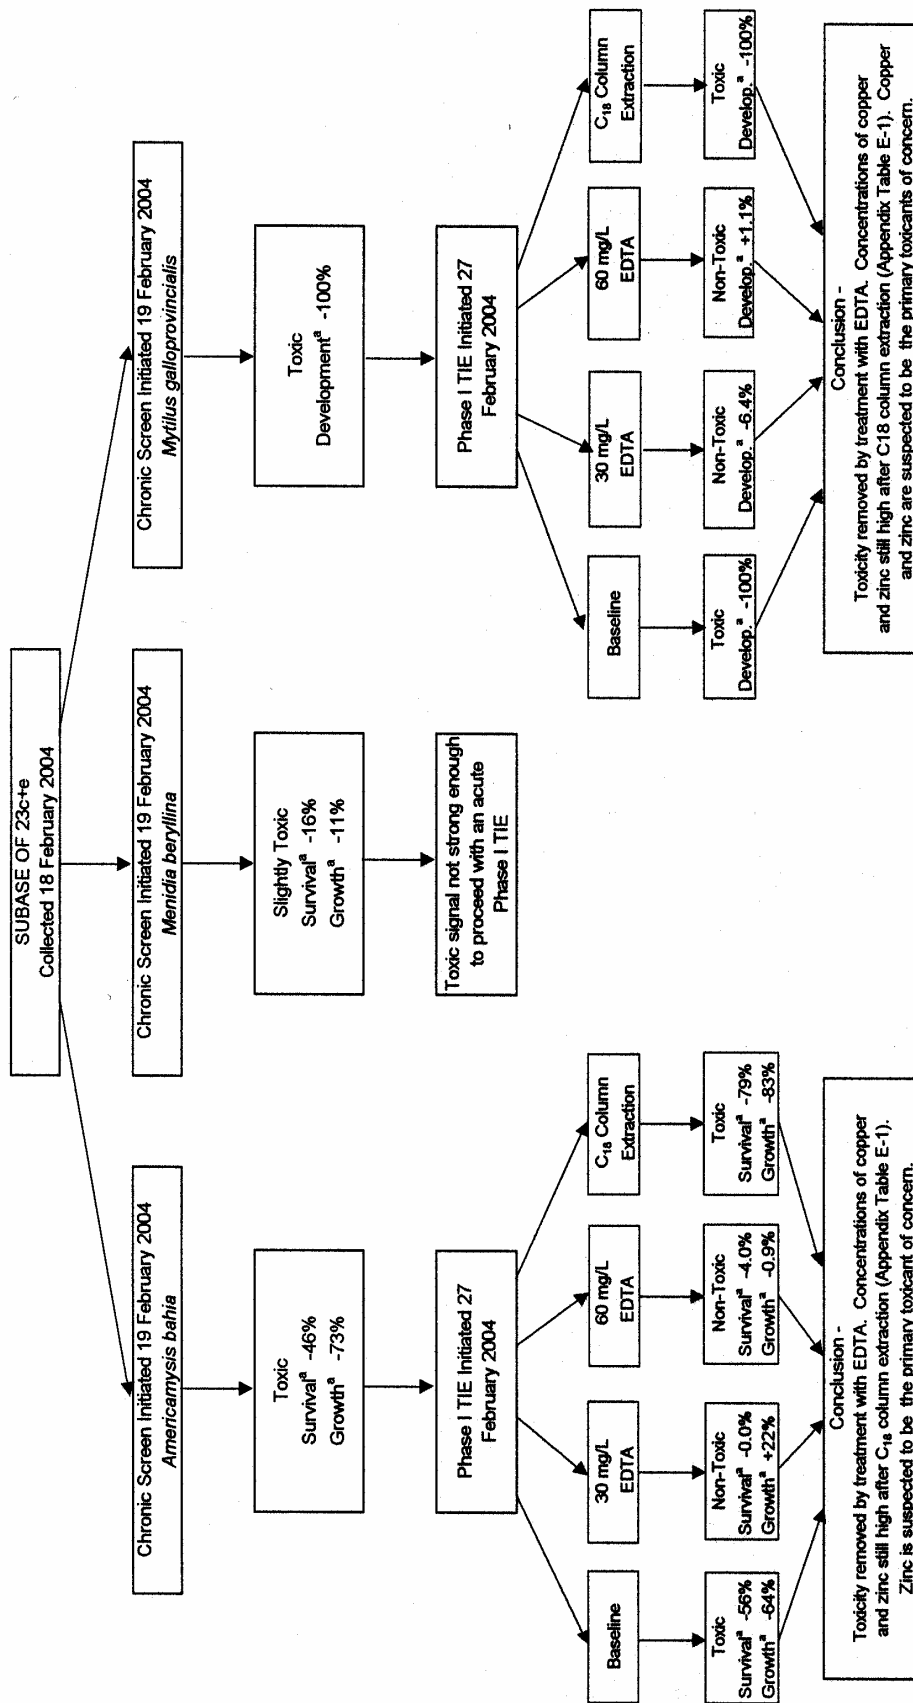 SUBASE OF 23c+e
Collected 18 February 2004
Chronic Screen Initiated 19 February 2004
Americamysis bahia
Toxic
Survivalª -46%
Growthª -73%
Phase I TIE Initiated 27
February 2004
Baseline
Toxic
Survivalª -56%
Growthª -64%
30 mg/L
EDTA
Non-Toxic
Survivalª -0.0%
Growthª +22%
60 mg/L
EDTA
Non-Toxic
Survivalª -4.0%
Growthª -0.9%
C₁₈ Column
Extraction
Toxic
Survivalª -79%
Growthª -83%
Conclusion -
Toxicity removed by treatment with EDTA. Concentrations of copper
and zinc still high after C₁₈ column extraction (Appendix Table E-1).
Zinc is suspected to be the primary toxicant of concern.
Chronic Screen Initiated 19 February 2004
Menidia beryllina
Slightly Toxic
Survivalª -16%
Growthª -11%
Toxic signal not strong enough
to proceed with an acute
Phase I TIE
Chronic Screen Initiated 19 February 2004
Mytilus galloprovincialis
Toxic
Developmentª -100%
Phase I TIE Initiated 27
February 2004
Baseline
Toxic
Develop.ª -100%
30 mg/L
EDTA
Non-Toxic
Develop.ª -6.4%
60 mg/L
EDTA
Non-Toxic
Develop.ª +1.1%
C₁₈ Column
Extraction
Toxic
Develop.ª -100%
Conclusion -
Toxicity removed by treatment with EDTA. Concentrations of copper
and zinc still high after C18 column extraction (Appendix Table E-1). Copper
and zinc are suspected to be the primary toxicants of concern.